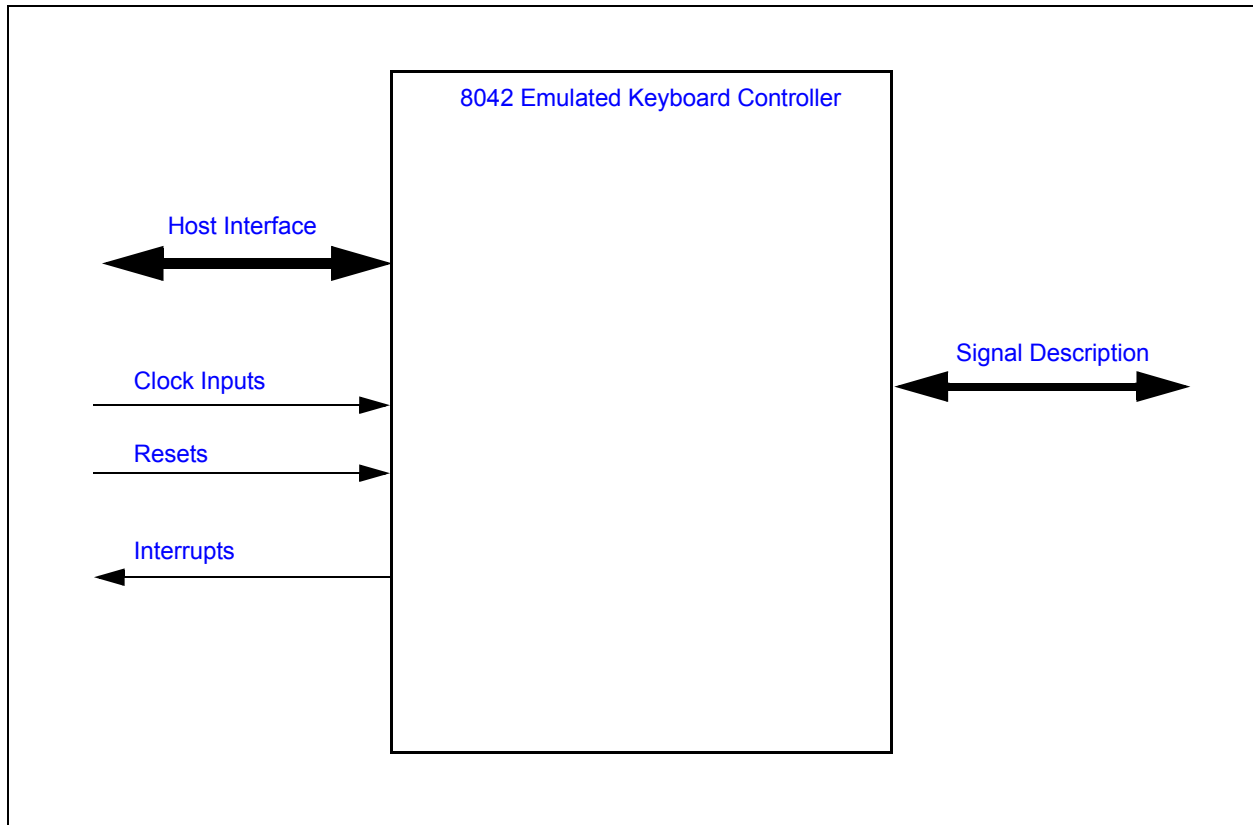 8042 Emulated Keyboard Controller
Host Interface
Signal Description
Clock Inputs
Resets
Interrupts